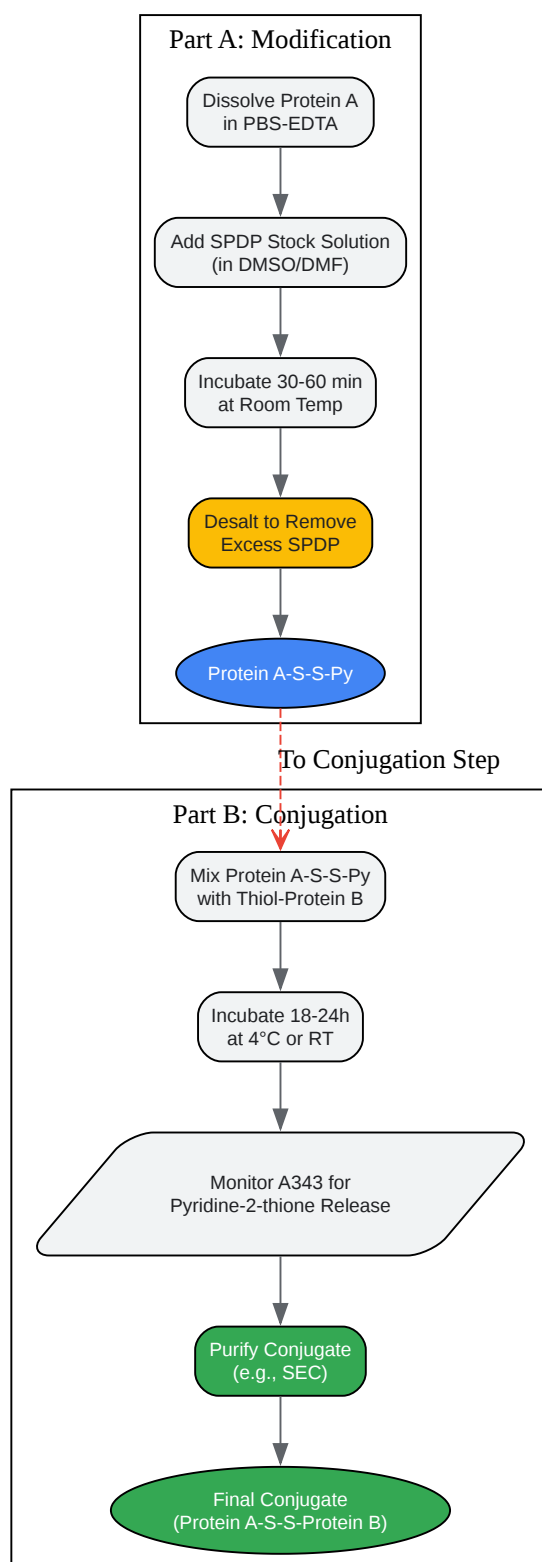 Part A: Modification
Dissolve Protein A
in PBS-EDTA
Add SPDP Stock Solution
(in DMSO/DMF)
Incubate 30-60 min
at Room Temp
Desalt to Remove
Excess SPDP
Protein A-S-S-Py
To Conjugation Step
Part B: Conjugation
Mix Protein A-S-S-Py
with Thiol-Protein B
Incubate 18-24h
at 4°C or RT
Monitor A343 for
Pyridine-2-thione Release
Purify Conjugate
(e.g., SEC)
Final Conjugate
(Protein A-S-S-Protein B)